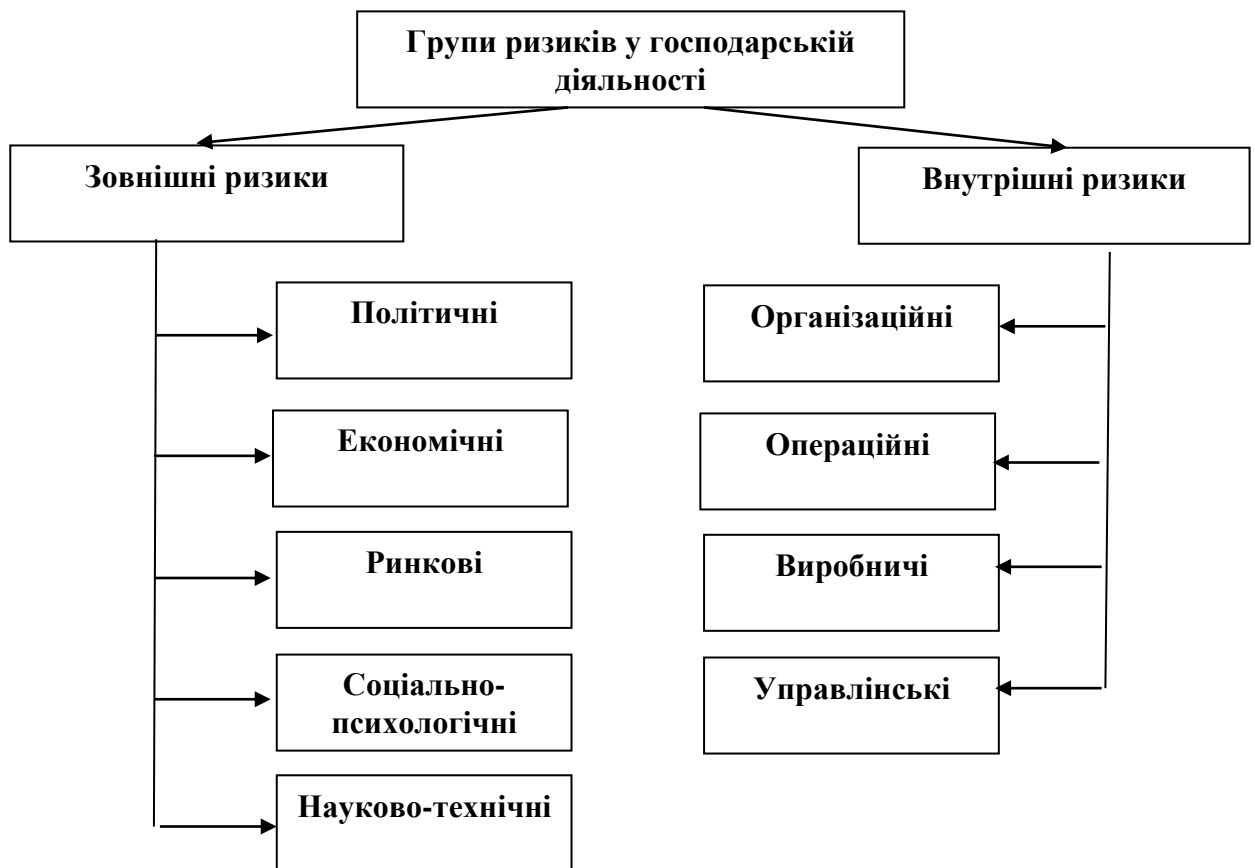 Групи ризиків у господарській
діяльності
Зовнішні ризики
Внутрішні ризики
Політичні
Організаційні
Економічні
Операційні
Ринкові
Виробничі
Соціально-
психологічні
Управлінські
Науково-технічні